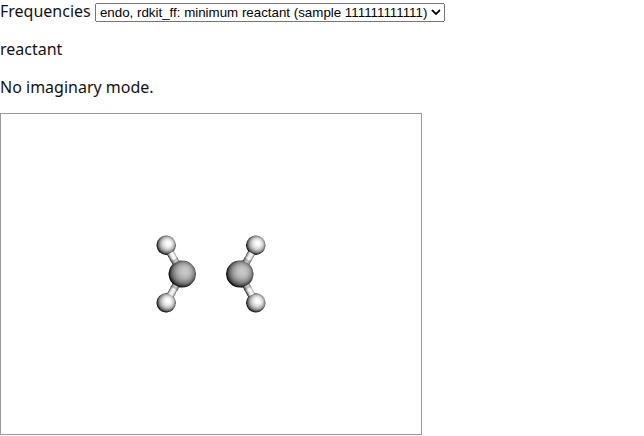 Frequencies endo, rdkit_ff: minimum reactant (sample 111111111111)
reactant
No imaginary mode.